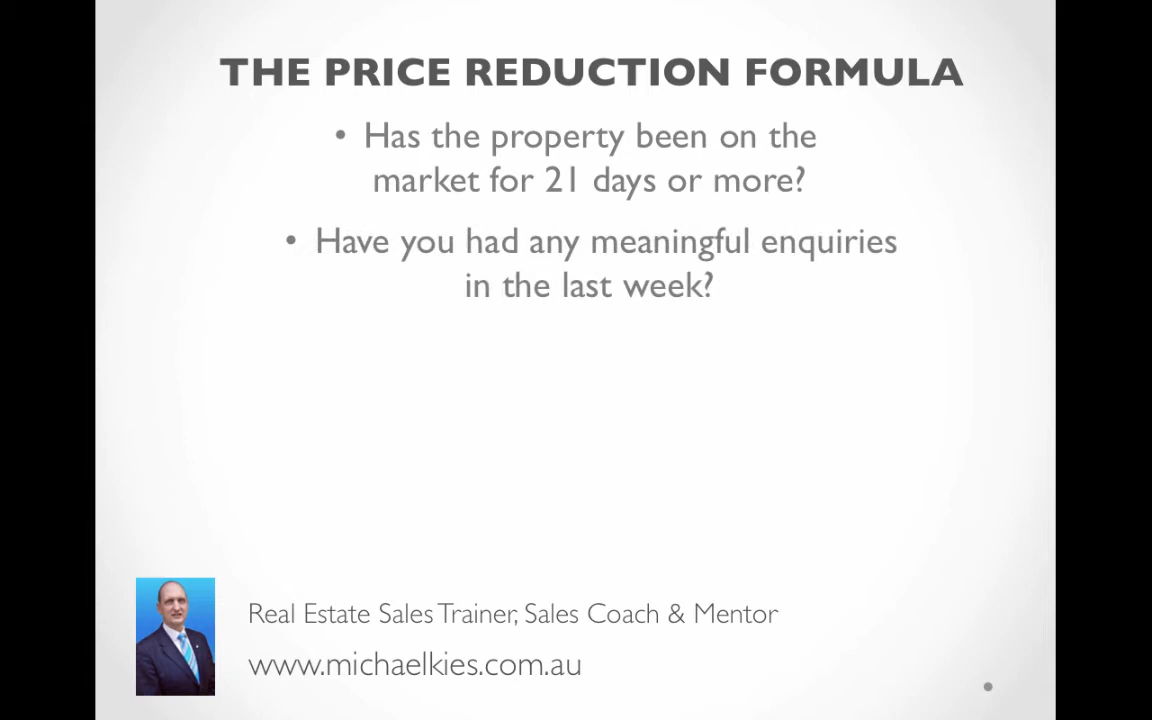 THE PRICE REDUCTION FORMULA
• Has the property been on the
market for 21 days or more?
• Have you had any meaningful enquiries
in the last week?
Real Estate Sales Trainer, Sales Coach & Mentor
www.michaelkies.com.au